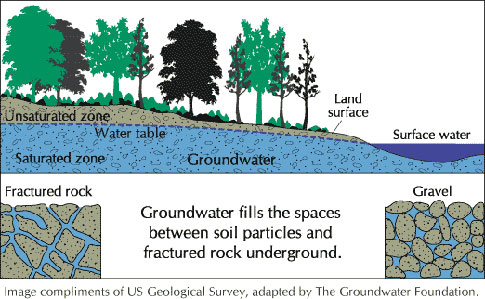 Land
surface
Unsaturated zone
Water table
Surface water
Saturated zone
Groundwater
Fractured rock
Gravel
Groundwater fills the spaces
between soil particles and
fractured rock underground.
Image compliments of US Geological Survey, adapted by The Groundwater Foundation.